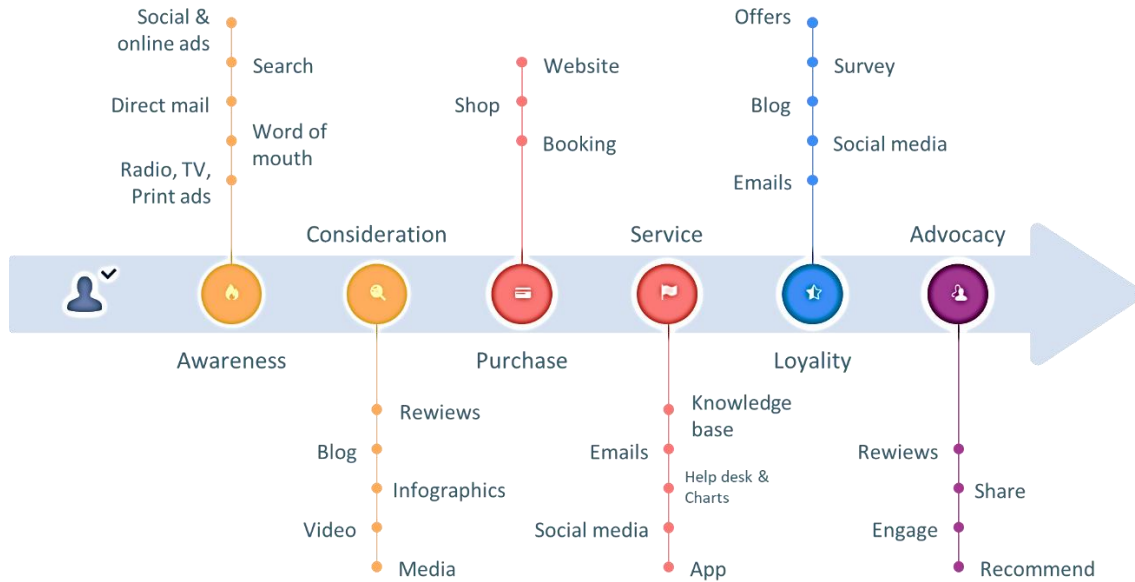 Social &
online ads
Search
Direct mail
Word of
mouth
Radio, TV,
Print ads
Awareness
Consideration
Rewiews
Blog
Infographics
Video
Media
Website
Shop
Booking
Purchase
Service
Knowledge
base
Emails
Help desk &
Charts
Social media
App
Offers
Survey
Blog
Social media
Emails
Loyality
Advocacy
Rewiews
Share
Engage
Recommend